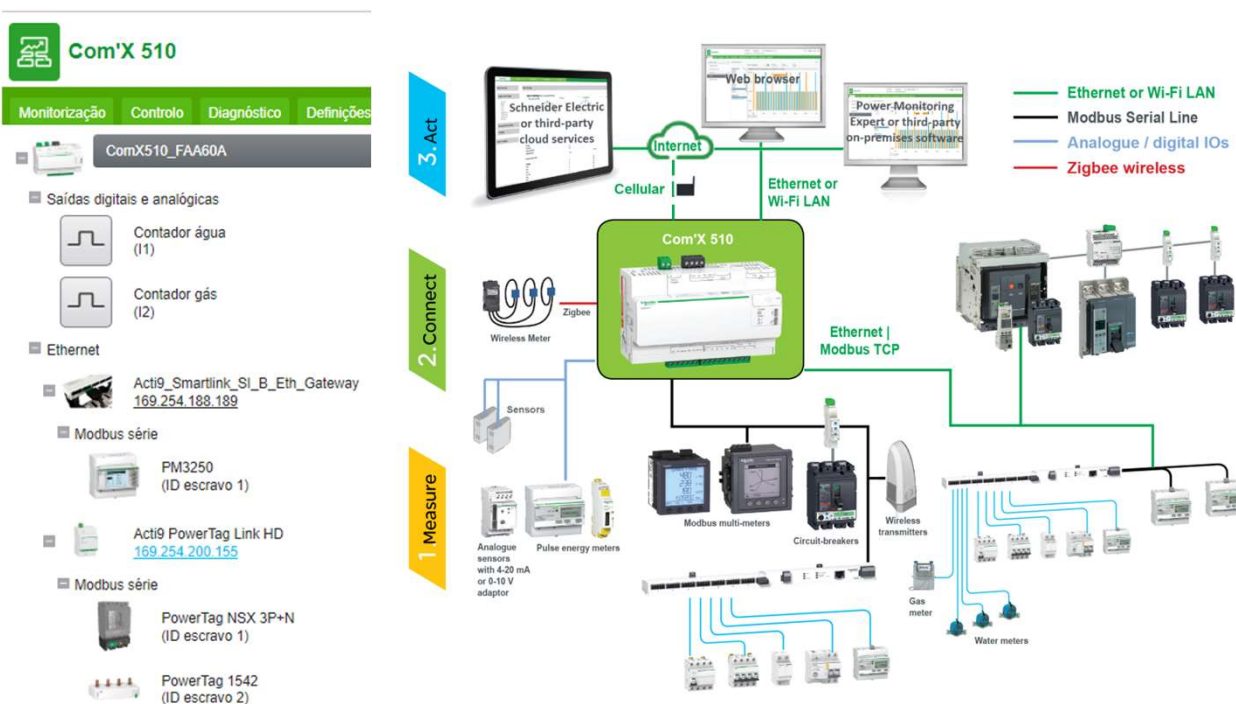 Com'X 510
Monitorização Controlo Diagnóstico Definições
ComX510_FAA60A
Saídas digitais e analógicas
Contador água
(I1)
Contador gás
(I2)
Ethernet
Acti9_Smartlink_SI_B_Eth_Gateway
169.254.188.189
Modbus série
PM3250
(ID escravo 1)
Acti9 PowerTag Link HD
169.254.200.155
Modbus série
PowerTag NSX 3P+N
(ID escravo 1)
PowerTag 1542
(ID escravo 2)
3. Act
Schneider Electric
or third-party
cloud services
Web browser
Power Monitoring
Expert or third-party
on-premises software
Internet
Cellular
Ethernet or
Wi-Fi LAN
Ethernet or Wi-Fi LAN
Modbus Serial Line
Analogue / digital IOs
Zigbee wireless
2. Connect
Com'X 510
Zigbee
Wireless Meter
Ethernet |
Modbus TCP
Sensors
1 Measure
Analogue
sensors
with 4-20 mA
or 0-10 V
adaptor
Pulse energy meters
Modbus multi-meters
Circuit-breakers
Wireless
transmitters
Gas
meter
Water meters